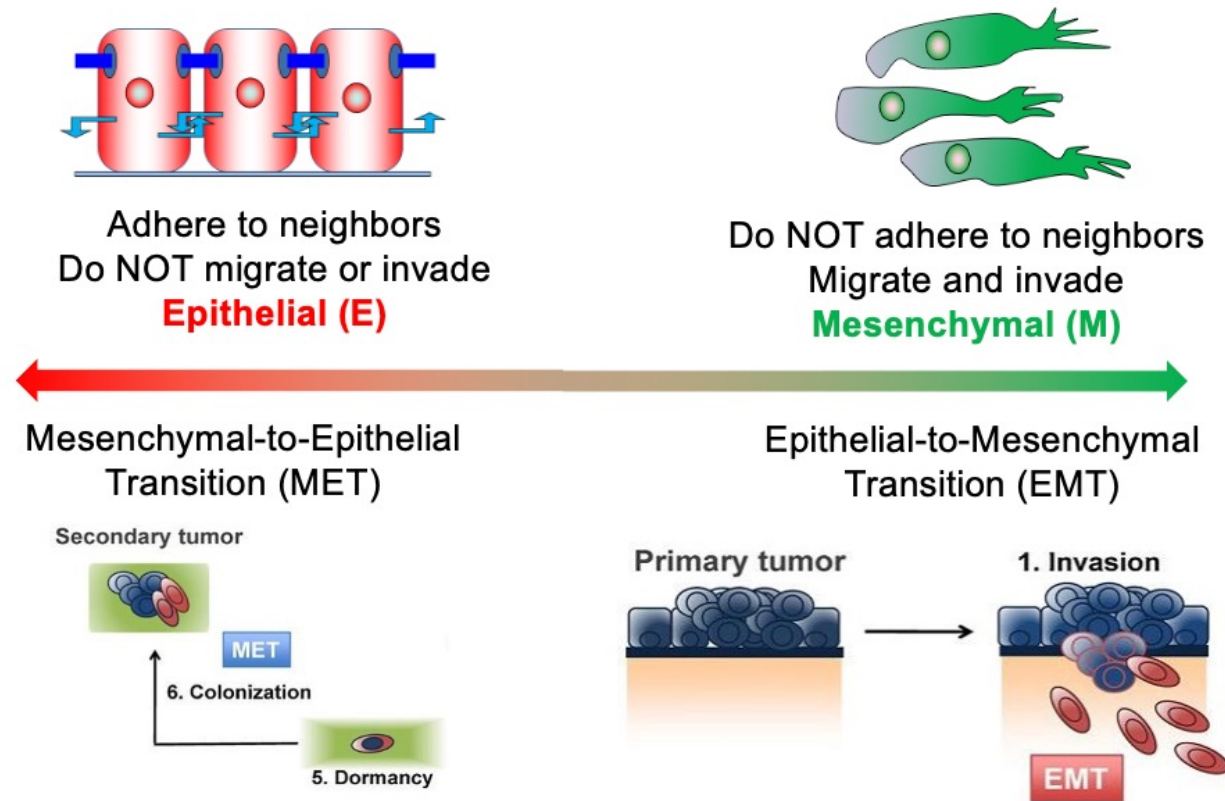 Adhere to neighbors
Do NOT migrate or invade
Epithelial (E)
Do NOT adhere to neighbors
Migrate and invade
Mesenchymal (M)
Mesenchymal-to-Epithelial
Transition (MET)
Epithelial-to-Mesenchymal
Transition (EMT)
Secondary tumor
MET
6. Colonization
5. Dormancy
Primary tumor
1. Invasion
EMT